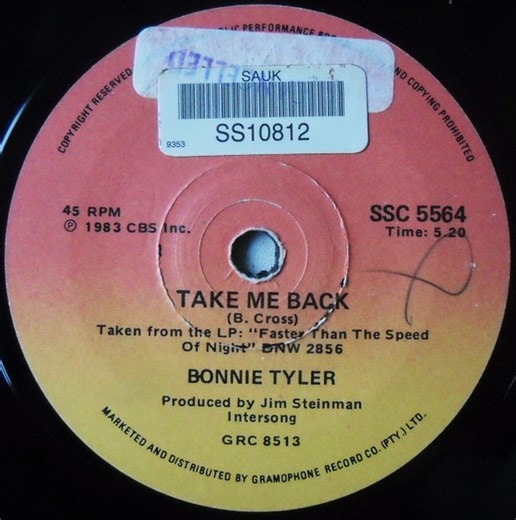 PUBLIC PERFORMANCE
COPYRIGHT RESERVED
AND COPYING PROHIBITED
SAUK
9353
SS10812
45 RPM
℗ 1983 CBS Inc.
SSC 5564
Time: 5.20
TAKE ME BACK
(B. Cross)
Taken from the LP: "Faster Than The Speed
Of Night" DNW 2856
BONNIE TYLER
Produced by Jim Steinman
Intersong
GRC 8513
MARKETED AND DISTRIBUTED BY GRAMOPHONE RECORD CO. (PTY.) LTD.